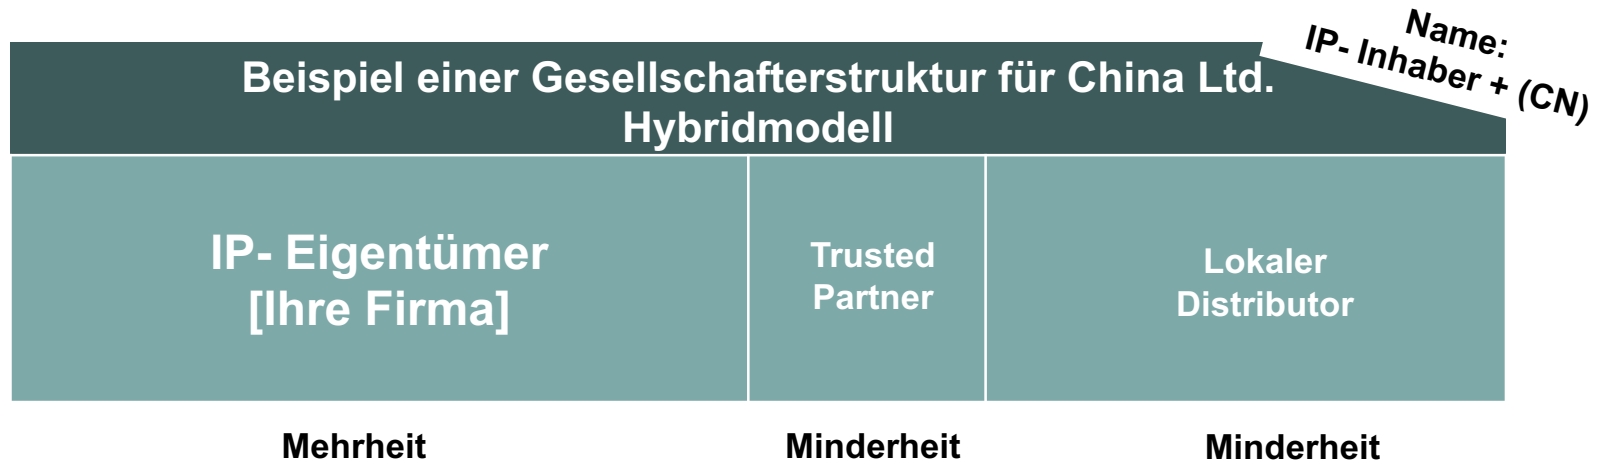 Name:
IP- Inhaber + (CN)
Beispiel einer Gesellschafterstruktur für China Ltd.
Hybridmodell
IP- Eigentümer
[Ihre Firma]
Trusted
Partner
Lokaler
Distributor
Mehrheit
Minderheit
Minderheit